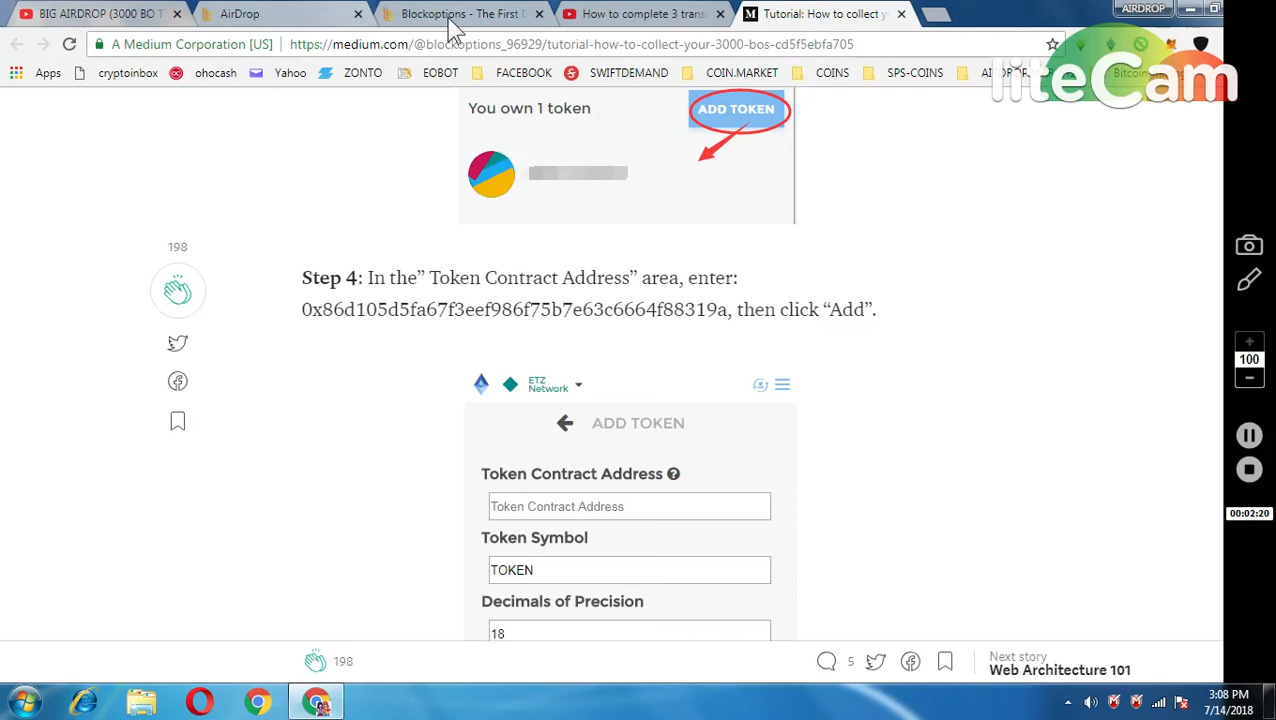 BIG AIRDROP (3000 BO T
AirDrop
Blockoptions - The First
How to complete 3 trans
Tutorial: How to collect y
AIRDROP
A Medium Corporation [US]
https://medium.com/@blockoptions_96929/tutorial-how-to-collect-your-3000-bos-cd5f5ebfa705
Apps
cryptoinbox
ohocash
Yahoo
ZONTO
EOBOT
FACEBOOK
SWIFTDEMAND
COIN.MARKET
COINS
SPS-COINS
liteCam
You own 1 token
ADD TOKEN
198
Step 4: In the” Token Contract Address” area, enter:
0x86d105d5fa67f3eef986f75b7e63c6664f88319a, then click “Add”.
ETZ
Network
ADD TOKEN
Token Contract Address
Token Contract Address
Token Symbol
TOKEN
Decimals of Precision
18
100
00:02:20
198
5
Next story
Web Architecture 101
3:08 PM
7/14/2018